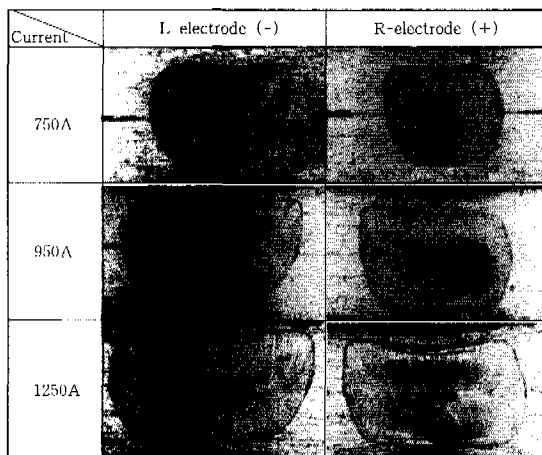 Current
L electrode (-)
R-electrode (+)
750A
950A
1250A